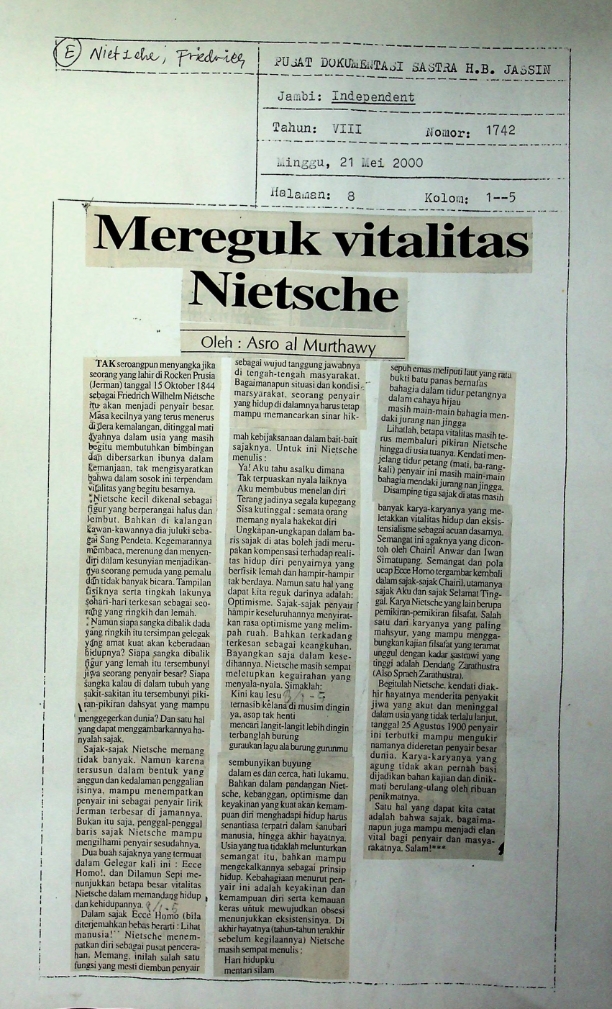 E Nietzsche, Friedrich
PUSAT DOKUMENTASI SASTRA H.B. JASSIN
Jambi: Independent
Tahun: VIII Nomor: 1742
Minggu, 21 Mei 2000
Halaman: 8 Kolom: 1--5
Mereguk vitalitas
Nietsche
Oleh : Asro al Murthawy
TAK seroangpun menyangka jika
seorang yang lahir di Rocken Prusia
(Jerman) tanggal 15 Oktober 1844
sebagai Friedrich Wilhelm Nietsche
itu akan menjadi penyair besar.
Masa kecilnya yang terus menerus
didera kemalangan, ditinggal mati
ayahnya dalam usia yang masih
begitu membutuhkan bimbingan
dan dibersarkan ibunya dalam
kemanjaan, tak mengisyaratkan
bahwa dalam sosok ini terpendam
vitalitas yang begitu besarnya.
Nietsche kecil dikenal sebagai
figur yang berperangai halus dan
lembut. Bahkan di kalangan
kawan-kawannya dia juluki seba-
gai Sang Pendeta. Kegemarannya
membaca, merenung dan menyen-
diri dalam kesunyian menjadikan-
nya seorang pemuda yang pemalu
dan tidak banyak bicara. Tampilan
fisiknya serta tingkah lakunya
sehari-hari terkesan sebagai seo-
rang yang ringkih dan lemah.
Namun siapa sangka dibalik dada
yang ringkih itu tersimpan gelegak
yang amat kuat akan keberadaan
hidupnya? Siapa sangka dibalik
figur yang lemah itu tersembunyi
jiwa seorang penyair besar? Siapa
sangka kalau di dalam tubuh yang
sakit-sakitan itu tersembunyi piki-
ran-pikiran dahsyat yang mampu
menggegerkan dunia? Dan satu hal
yang dapat menggambarkannya ha-
nyalah sajak.
Sajak-sajak Nietsche memang
tidak banyak. Namun karena
tersusun dalam bentuk yang
anggun dan kedalaman penggalian
isinya, mampu menempatkan
penyair ini sebagai penyair lirik
Jerman terbesar di jamannya.
Bukan itu saja, penggal-penggal
baris sajak Nietsche mampu
mengilhami penyair sesudahnya.
Dua buah sajaknya yang termuat
dalam Gelegar kali ini : Ecce
Homo!, dan Dilamun Sepi me-
nunjukkan betapa besar vitalitas
Nietsche dalam memandang hidup
dan kehidupannya.
Dalam sajak Ecce Homo (bila
diterjemahkan bebas berarti : Lihat
manusia!" Nietsche menem-
patkan diri sebagai pusat pencera-
han. Memang, inilah salah satu
fungsi yang mesti diemban penyair
sebagai wujud tanggung jawabnya
di tengah-tengah masyarakat.
Bagaimanapun situasi dan kondisi
marsyarakat, seorang penyair
yang hidup di dalamnya harus tetap
mampu memancarkan sinar hik-
mah kebijaksanaan dalam bait-bait
sajaknya. Untuk ini Nietsche
menulis :
Ya! Aku tahu asalku dimana
Tak terpuaskan nyala laiknya
Aku membubus menelan diri
Terang jadinya segala kupegang
Sisa kutinggal : semata orang
memang nyala hakekat diri
Ungkapan-ungkapan dalam ba-
ris sajak di atas boleh jadi meru-
pakan kompensasi terhadap reali-
tas hidup diri penyairnya yang
berfisik lemah dan hampir-hampir
tak berdaya. Namun satu hal yang
dapat kita reguk darinya adalah:
Optimisme. Sajak-sajak penyair
hampir keseluruhannya menyirat-
kan rasa optimisme yang melim-
pah ruah. Bahkan terkadang
terkesan sebagai keangkuhan.
Bayangkan saja dalam kese-
dihannya. Nietsche masih sempat
meletupkan kegairahan yang
menyala-nyala. Simaklah:
Kini kau lesu
ternasib kelana di musim dingin
ya, asap tak henti
mencari langit-langit lebih dingin
terbanglah burung
guraukan lagu ala burung gurunmu
sembunyikan buyung
dalam es dan cerca, hati lukamu.
Bahkan dalam pandangan Niet-
sche, kebanggan, optimisme dan
keyakinan yang kuat akan kemam-
puan diri menghadapi hidup harus
senantiasa terpatri dalam sanubari
manusia, hingga akhir hayatnya.
Usia yang tua tidaklah melunturkan
semangat itu, bahkan mampu
mengekalkannya sebagai prinsip
hidup. Kebahagiaan menurut pen-
yair ini adalah keyakinan dan
kemampuan diri serta kemauan
keras untuk mewujudkan obsesi
menunjukkan eksistensinya. Di
akhir hayatnya (tahun-tahun terakhir
sebelum kegilaannya) Nietsche
masih sempat menulis :
Hari hidupku
mentari silam
sepuh emas meliputi laut yang rata
bukti batu panas bernafas
bahagia dalam tidur petangnya
dalam cahaya hijau
masih main-main bahagia men-
daki jurang nan jingga
Lihatlah, betapa vitalitas masih te-
rus membaluri pikiran Nietsche
hingga di usia tuanya. Kendati men-
jelang tidur petang (mati, ba-rang-
kali) penyair ini masih main-main
bahagia mendaki jurang nan jingga.
Disamping tiga sajak di atas masih
banyak karya-karyanya yang me-
letakkan vitalitas hidup dan eksis-
tensialisme sebagai acuan dasarnya.
Semangat ini agaknya yang dicon-
toh oleh Chairil Anwar dan Iwan
Simatupang. Semangat dan pola
ucap Ecce Homo tergambar kembali
dalam sajak-sajak Chairil, utamanya
sajak Aku dan sajak Selamat Ting-
gal. Karya Nietsche yang lain berupa
pemikiran-pemikiran filsafat. Salah
satu dari karyanya yang paling
mahsyur, yang mampu mengga-
bungkan kajian filsafat yang teramat
unggul dengan kadar sastrawi yang
tinggi adalah Dendang Zarathustra
(Also Sprach Zarathustra).
Begitulah Nietsche, kendati diak-
hir hayatnya menderita penyakit
jiwa yang akut dan meninggal
dalam usia yang tidak terlalu lanjut,
tanggal 25 Agustus 1900 penyair
ini terbukti mampu mengukir
namanya dideretan penyair besar
dunia. Karya-karyanya yang
agung tidak akan pernah basi
dijadikan bahan kajian dan dinik-
mati berulang-ulang oleh ribuan
penikmatnya.
Satu hal yang dapat kita catat
adalah bahwa sajak, bagaima-
napun juga mampu menjadi elan
vital bagi penyair dan masya-
rakatnya. Salam!***